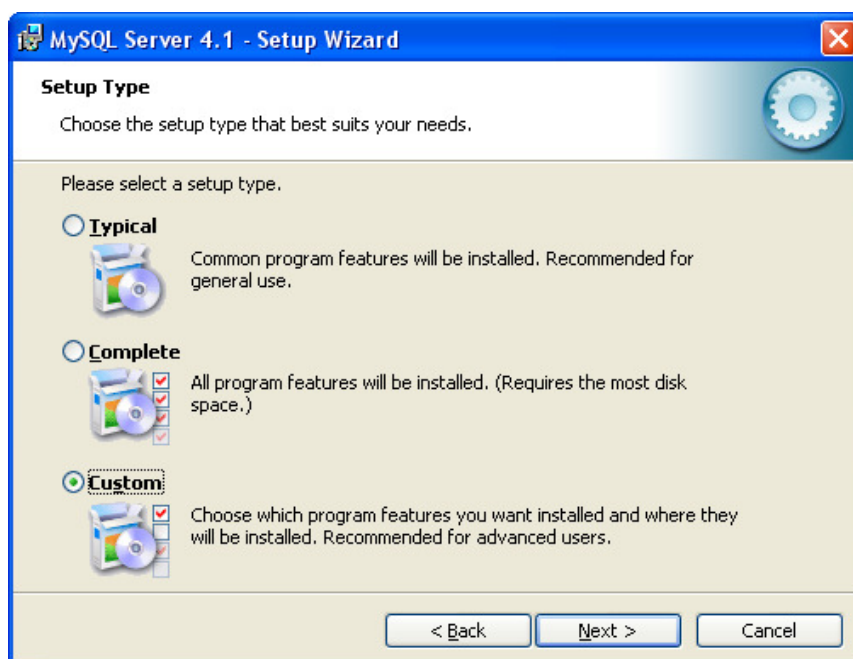 MySQL Server 4.1 - Setup Wizard
Setup Type
Choose the setup type that best suits your needs.
Please select a setup type.
Typical
Common program features will be installed. Recommended for
general use.
Complete
All program features will be installed. (Requires the most disk
space.)
Custom
Choose which program features you want installed and where they
will be installed. Recommended for advanced users.
< Back Next > Cancel